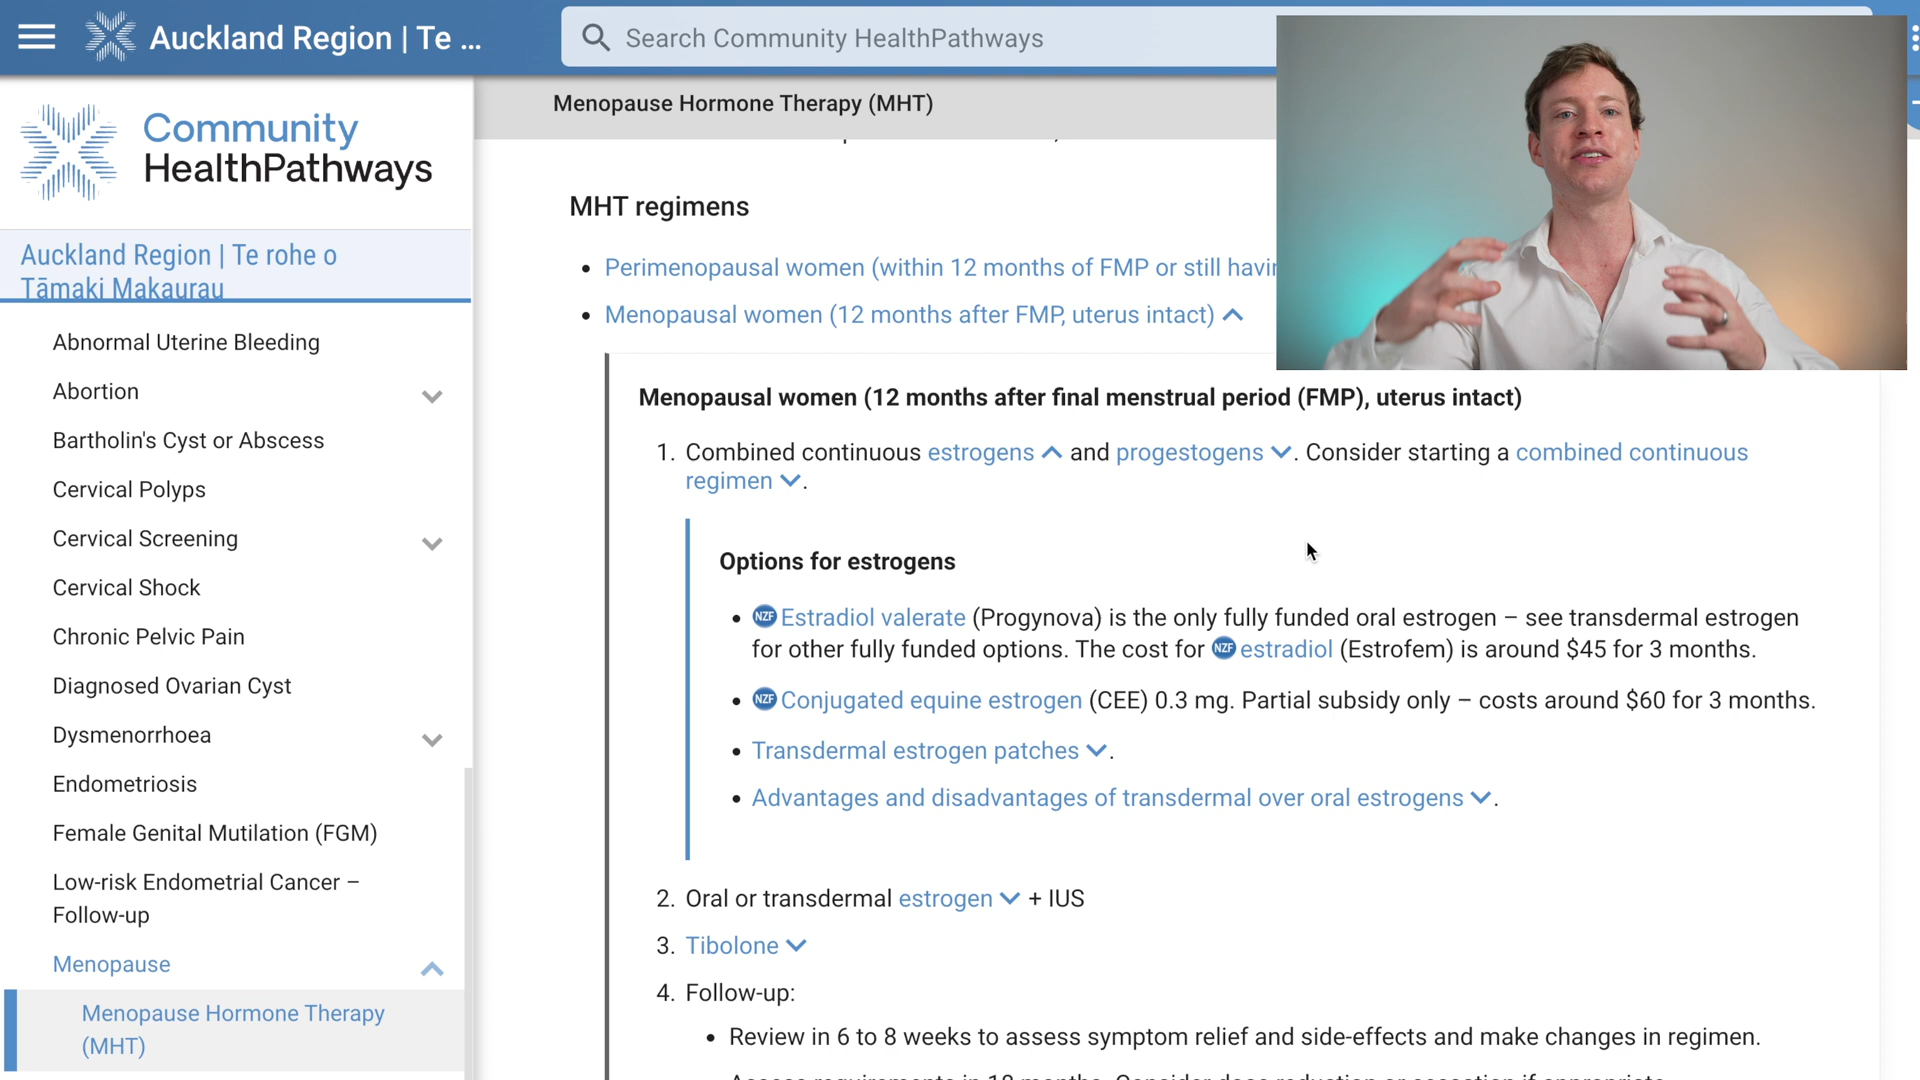 Auckland Region | Te ...
Search Community HealthPathways
Community
HealthPathways
Auckland Region | Te rohe o
Tāmaki Makaurau
Abnormal Uterine Bleeding
Abortion
Bartholin's Cyst or Abscess
Cervical Polyps
Cervical Screening
Cervical Shock
Chronic Pelvic Pain
Diagnosed Ovarian Cyst
Dysmenorrhoea
Endometriosis
Female Genital Mutilation (FGM)
Low-risk Endometrial Cancer –
Follow-up
Menopause
Menopause Hormone Therapy
(MHT)
Menopause Hormone Therapy (MHT)
MHT regimens
Perimenopausal women (within 12 months of FMP or still
Menopausal women (12 months after FMP, uterus intact)
Menopausal women (12 months after final menstrual period (FMP), uterus intact)
1. Combined continuous estrogens and progestogens. Consider starting a combined continuous
regimen.
Options for estrogens
NZF Estradiol valerate (Progynova) is the only fully funded oral estrogen – see transdermal estrogen
for other fully funded options. The cost for NZF estradiol (Estrofem) is around $45 for 3 months.
NZF Conjugated equine estrogen (CEE) 0.3 mg. Partial subsidy only – costs around $60 for 3 months.
Transdermal estrogen patches.
Advantages and disadvantages of transdermal over oral estrogens.
2. Oral or transdermal estrogen + IUS
3. Tibolone
4. Follow-up:
Review in 6 to 8 weeks to assess symptom relief and side-effects and make changes in regimen.